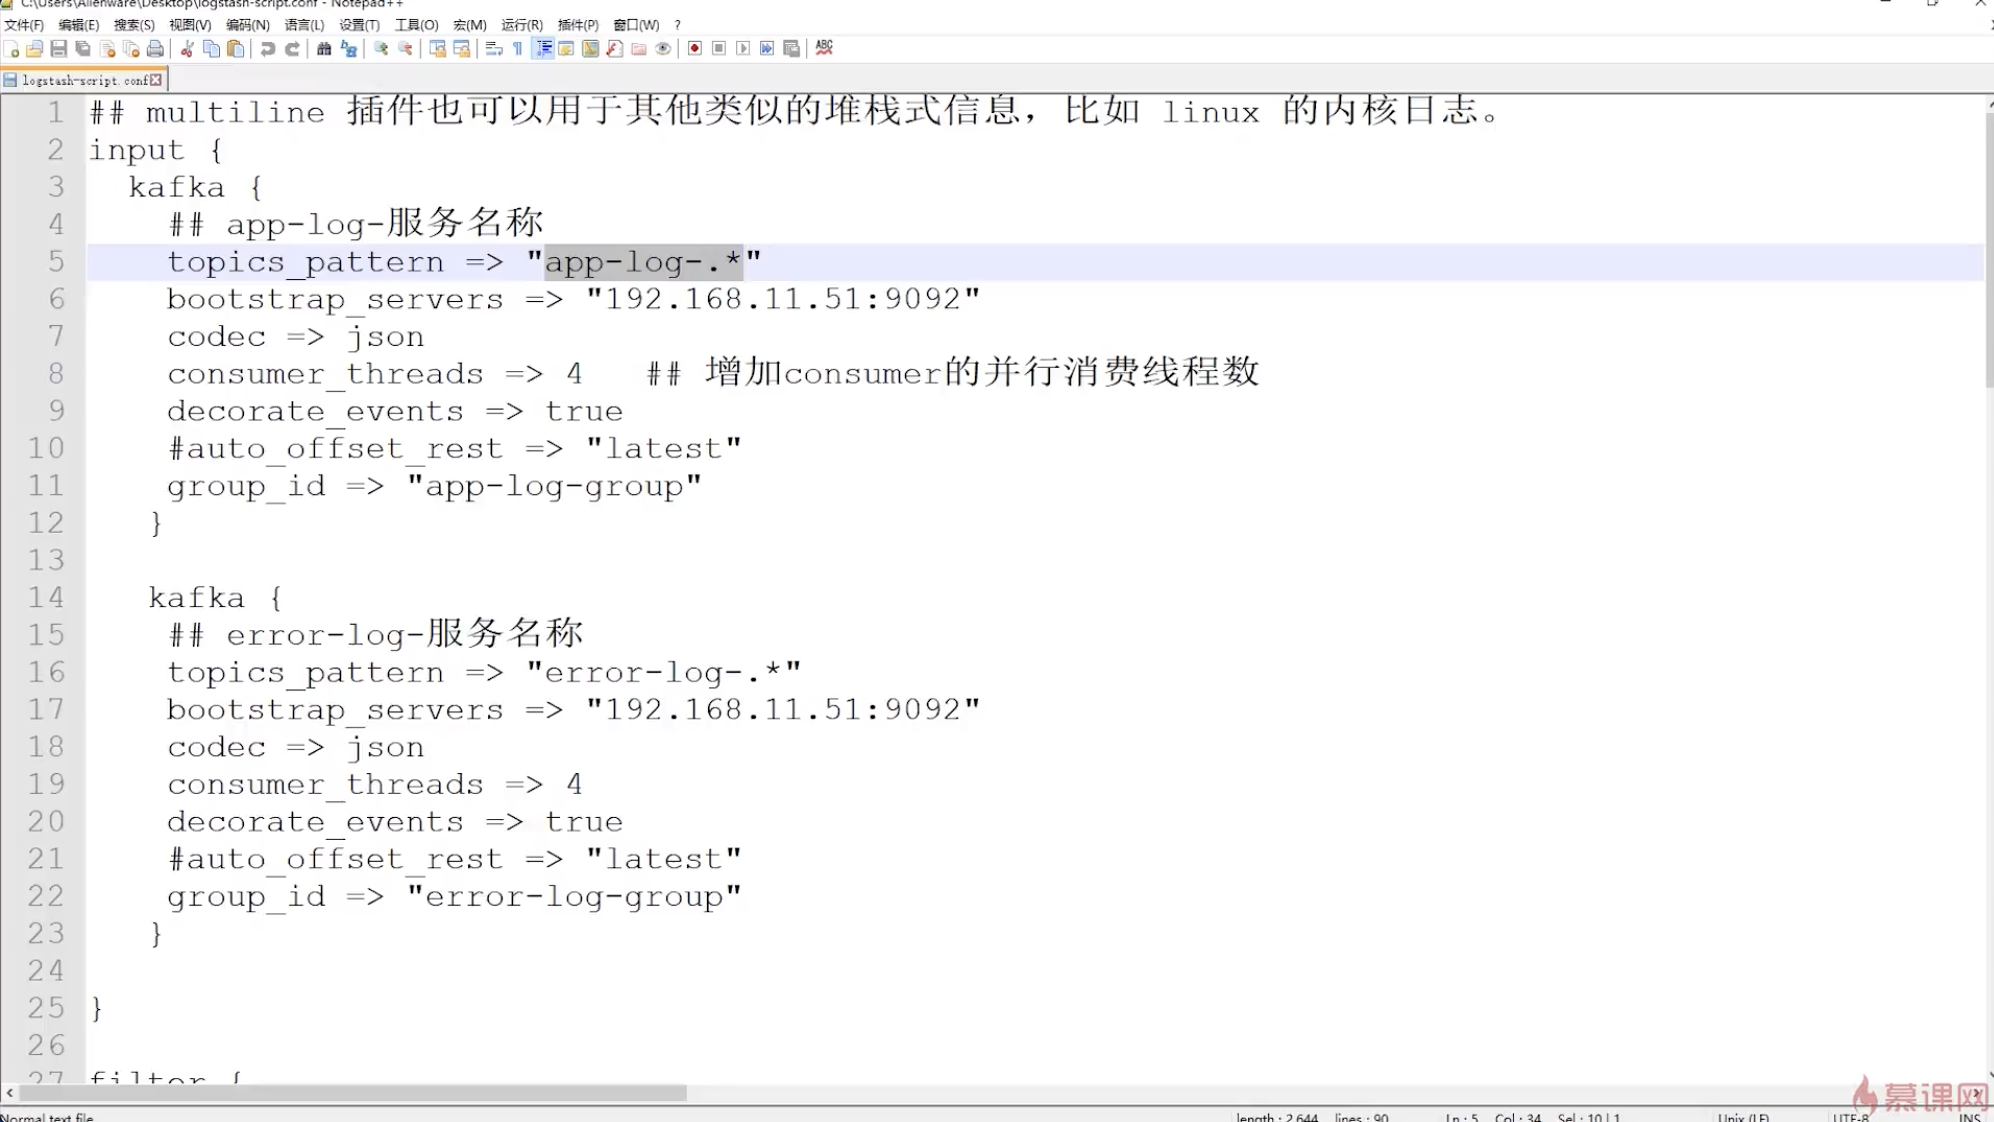 C:\Users\Alienware\Desktop\logstash-script.conf - Notepad++
文件(F) 编辑(E) 搜索(S) 视图(V) 编码(N) 语言(L) 设置(T) 工具(O) 宏(M) 运行(R) 插件(P) 窗口(W) ?
logstash-script.conf
1 ## multiline 插件也可以用于其他类似的堆栈式信息，比如 linux 的内核日志。
2 input {
3 kafka {
4 ## app-log-服务名称
5 topics_pattern => "app-log-.*"
6 bootstrap_servers => "192.168.11.51:9092"
7 codec => json
8 consumer_threads => 4 ## 增加consumer的并行消费线程数
9 decorate_events => true
10 #auto_offset_rest => "latest"
11 group_id => "app-log-group"
12 }
13
14 kafka {
15 ## error-log-服务名称
16 topics_pattern => "error-log-.*"
17 bootstrap_servers => "192.168.11.51:9092"
18 codec => json
19 consumer_threads => 4
20 decorate_events => true
21 #auto_offset_rest => "latest"
22 group_id => "error-log-group"
23 }
24
25 }
26
27 filter {
慕课网
Normal text file length : 2,644 lines : 90 Ln : 5 Col : 34 Sel : 10 | 1 Unix (LF) UTF-8 INS